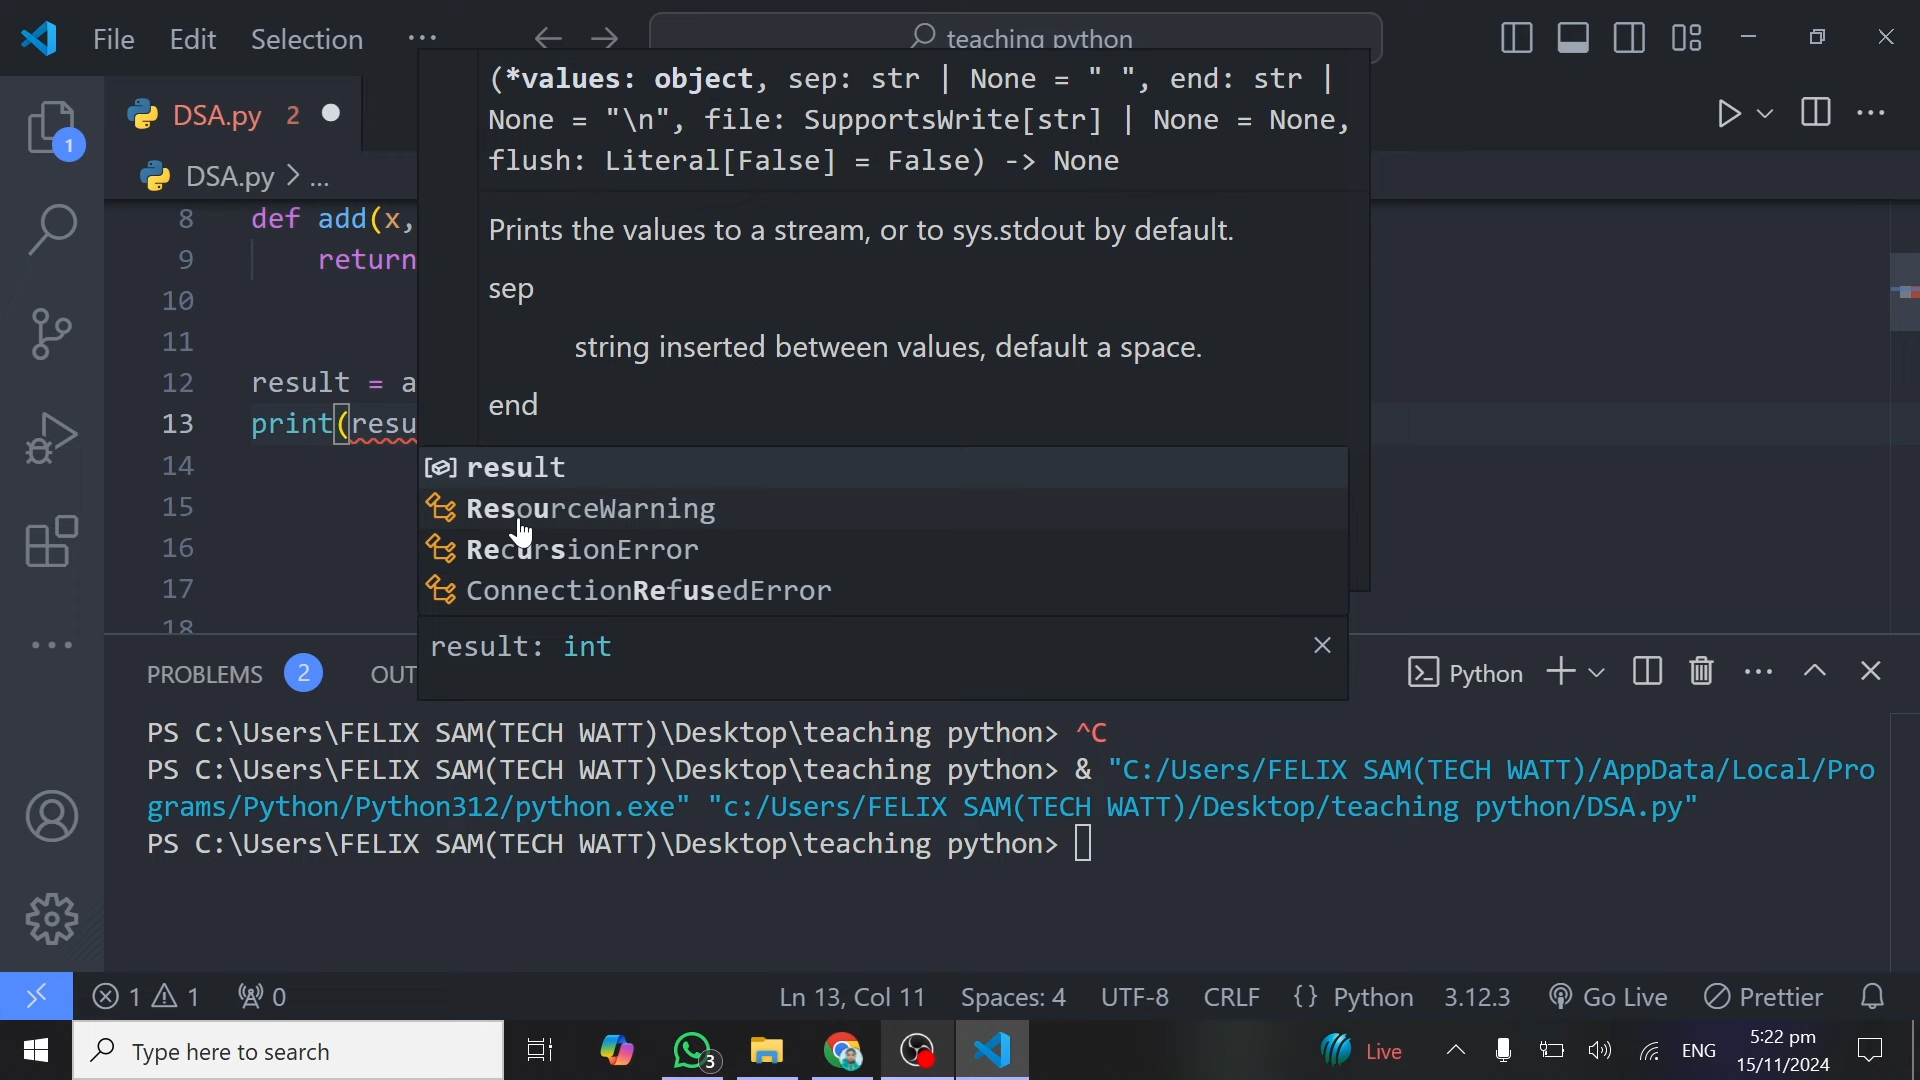 File Edit Selection ...
teaching python
DSA.py 2
DSA.py > ...
(*values: object, sep: str | None = " ", end: str |
None = "\n", file: SupportsWrite[str] | None = None,
flush: Literal[False] = False) -> None
Prints the values to a stream, or to sys.stdout by default.
sep
string inserted between values, default a space.
end
8 def add(x,
9 return
10
11
12 result = a
13 print(resu
14
15
16
17
18
result
ResourceWarning
RecursionError
ConnectionRefusedError
result: int
1
PROBLEMS 2 OUT
Python
PS C:\Users\FELIX SAM(TECH WATT)\Desktop\teaching python> ^C
PS C:\Users\FELIX SAM(TECH WATT)\Desktop\teaching python> & "C:/Users/FELIX SAM(TECH WATT)/AppData/Local/Pro
grams/Python/Python312/python.exe" "c:/Users/FELIX SAM(TECH WATT)/Desktop/teaching python/DSA.py"
PS C:\Users\FELIX SAM(TECH WATT)\Desktop\teaching python>
1 1 0 Ln 13, Col 11 Spaces: 4 UTF-8 CRLF {} Python 3.12.3 Go Live Prettier
Type here to search
3
Live
ENG
5:22 pm
15/11/2024